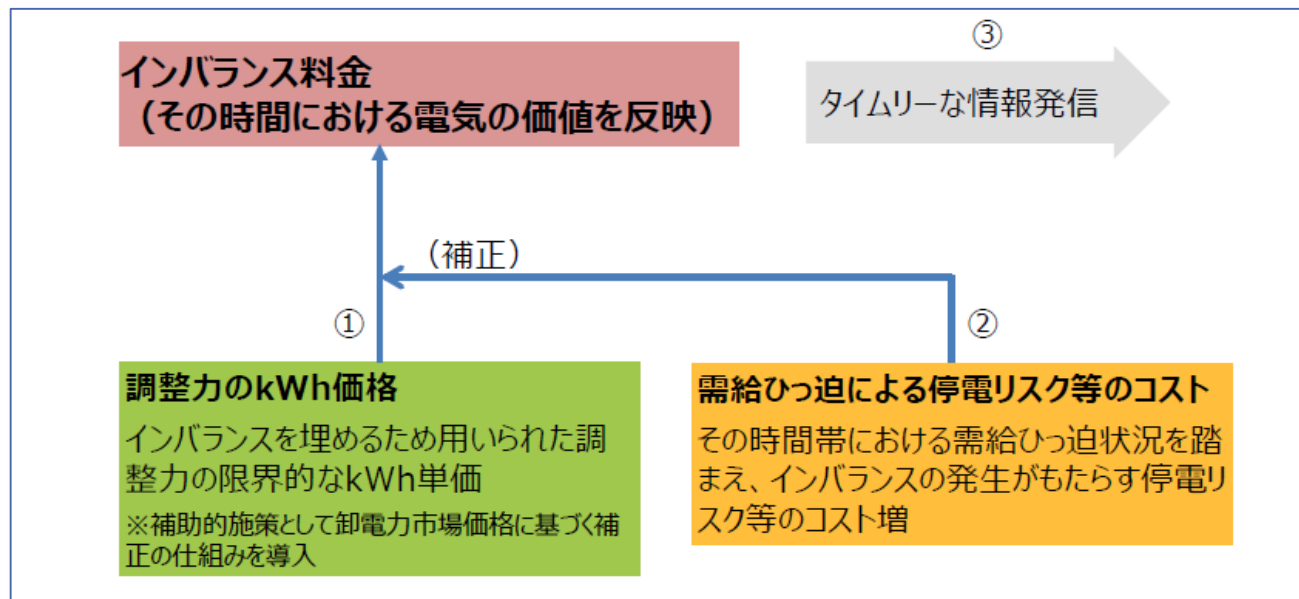 インバランス料金
（その時間における電気の価値を反映）
③
タイムリーな情報発信
（補正）
①
②
調整力のkWh価格
インバランスを埋めるため用いられた調
整力の限界的なkWh単価
※補助的施策として卸電力市場価格に基づく補
正の仕組みを導入
需給ひっ迫による停電リスク等のコスト
その時間帯における需給ひっ迫状況を踏
まえ、インバランスの発生がもたらす停電リ
スク等のコスト増